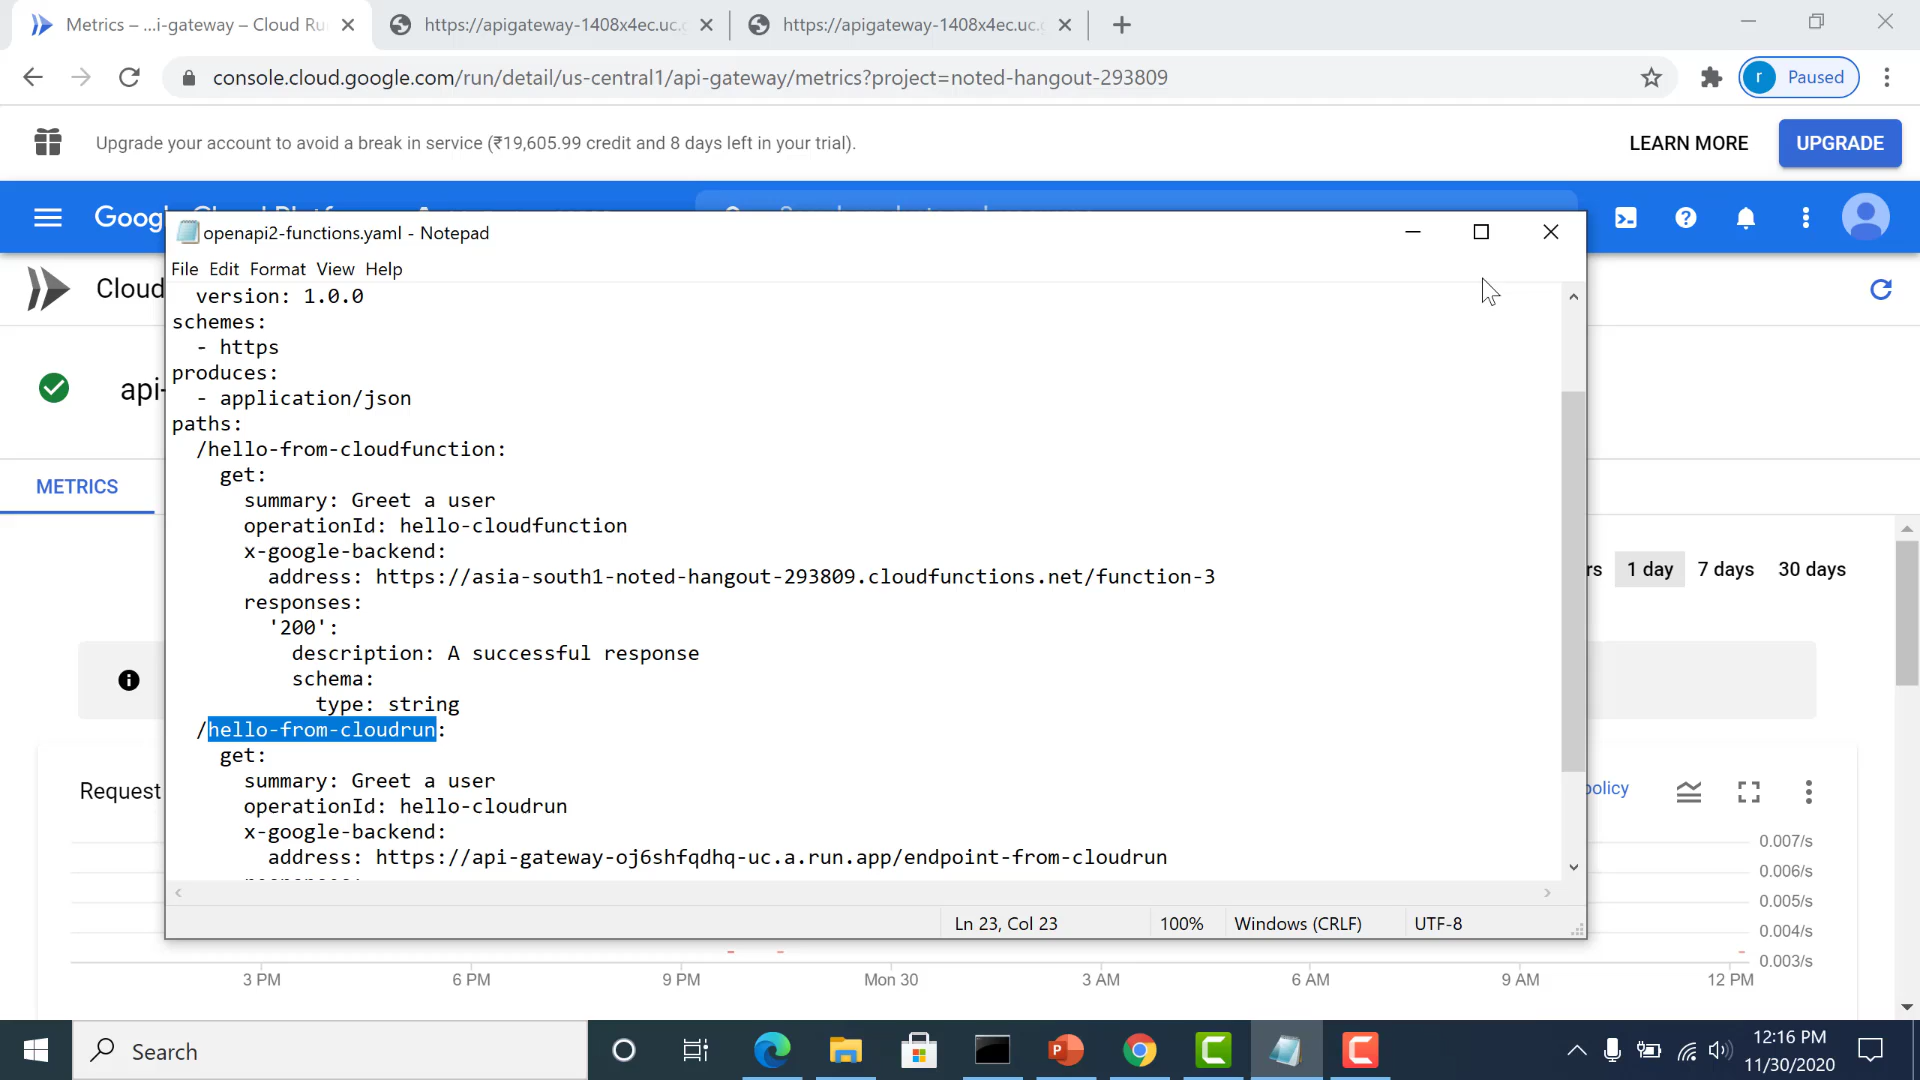 Metrics – ...i-gateway – Cloud Ru
https://apigateway-1408x4ec.uc.
https://apigateway-1408x4ec.uc.
console.cloud.google.com/run/detail/us-central1/api-gateway/metrics?project=noted-hangout-293809
r Paused
Upgrade your account to avoid a break in service (₹19,605.99 credit and 8 days left in your trial).
LEARN MORE
UPGRADE
Goog
openapi2-functions.yaml - Notepad
File Edit Format View Help
Cloud
version: 1.0.0
schemes:
- https
produces:
- application/json
paths:
/hello-from-cloudfunction:
get:
summary: Greet a user
operationId: hello-cloudfunction
x-google-backend:
address: https://asia-south1-noted-hangout-293809.cloudfunctions.net/function-3
responses:
'200':
description: A successful response
schema:
type: string
/hello-from-cloudrun:
get:
summary: Greet a user
operationId: hello-cloudrun
x-google-backend:
address: https://api-gateway-oj6shfqdhq-uc.a.run.app/endpoint-from-cloudrun
Ln 23, Col 23
100%
Windows (CRLF)
UTF-8
api-
METRICS
rs
1 day
7 days
30 days
Request
policy
0.007/s
0.006/s
0.005/s
0.004/s
0.003/s
3 PM
6 PM
9 PM
Mon 30
3 AM
6 AM
9 AM
12 PM
Search
12:16 PM
11/30/2020